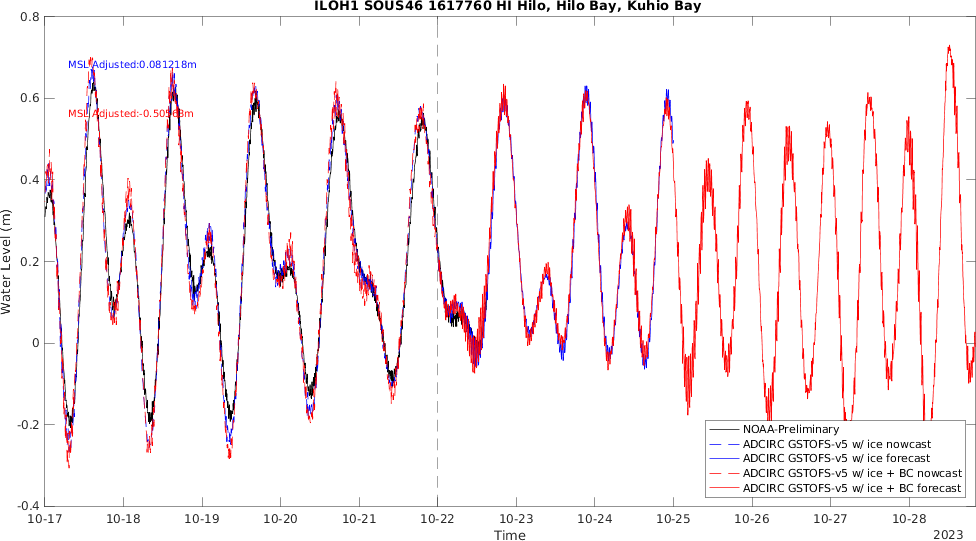 ILOH1 SOUS46 1617760 HI Hilo, Hilo Bay, Kuhio Bay
0.8
MSL Adjusted:0.081218m
0.6
MSL Adjusted:-0.50563m
0.4
Water Level (m)
0.2
0
-0.2
NOAA-Preliminary
ADCIRC GSTOFS-v5 w/ ice nowcast
ADCIRC GSTOFS-v5 w/ ice forecast
ADCIRC GSTOFS-v5 w/ ice + BC nowcast
ADCIRC GSTOFS-v5 w/ ice + BC forecast
-0.4
10-17 10-18 10-19 10-20 10-21 10-22 10-23 10-24 10-25 10-26 10-27 10-28
Time
2023